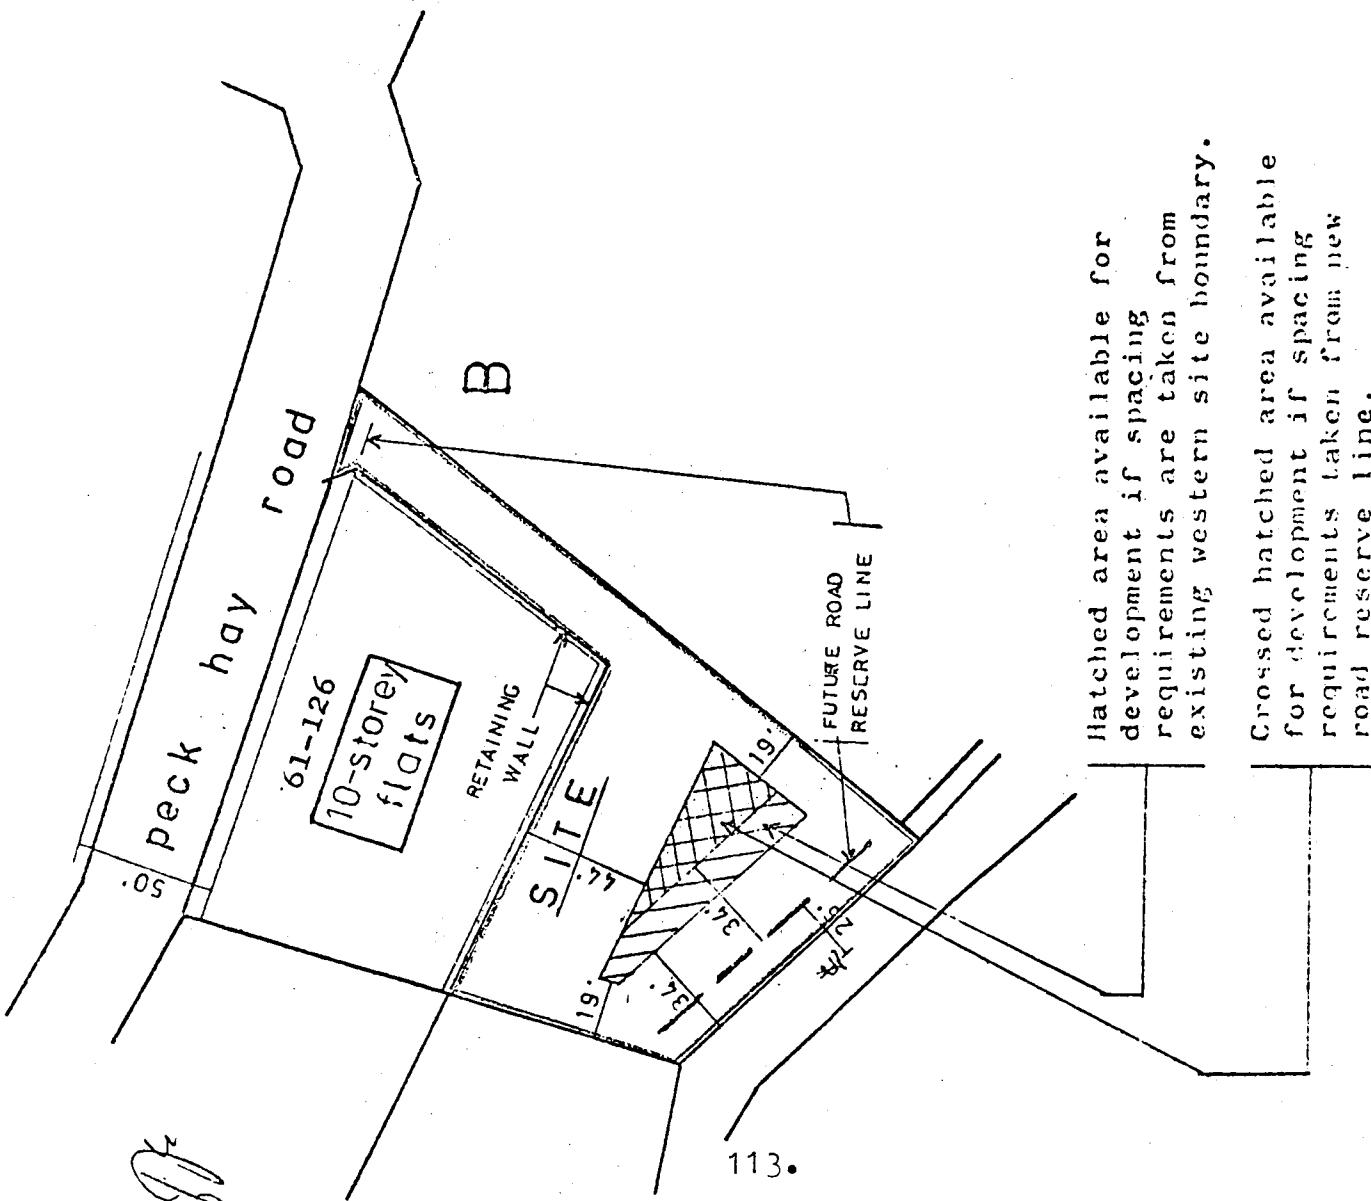 peck hay road
50'
61-126
10-storey
flats
RETAINING
WALL
SITE
B
44'
19'
19'
34'
34'
FUTURE ROAD
RESERVE LINE
Hatched area available for
development if spacing
requirements are taken from
existing western site boundary.
Crossed hatched area available
for development if spacing
requirements taken from new
road reserve line.
113.